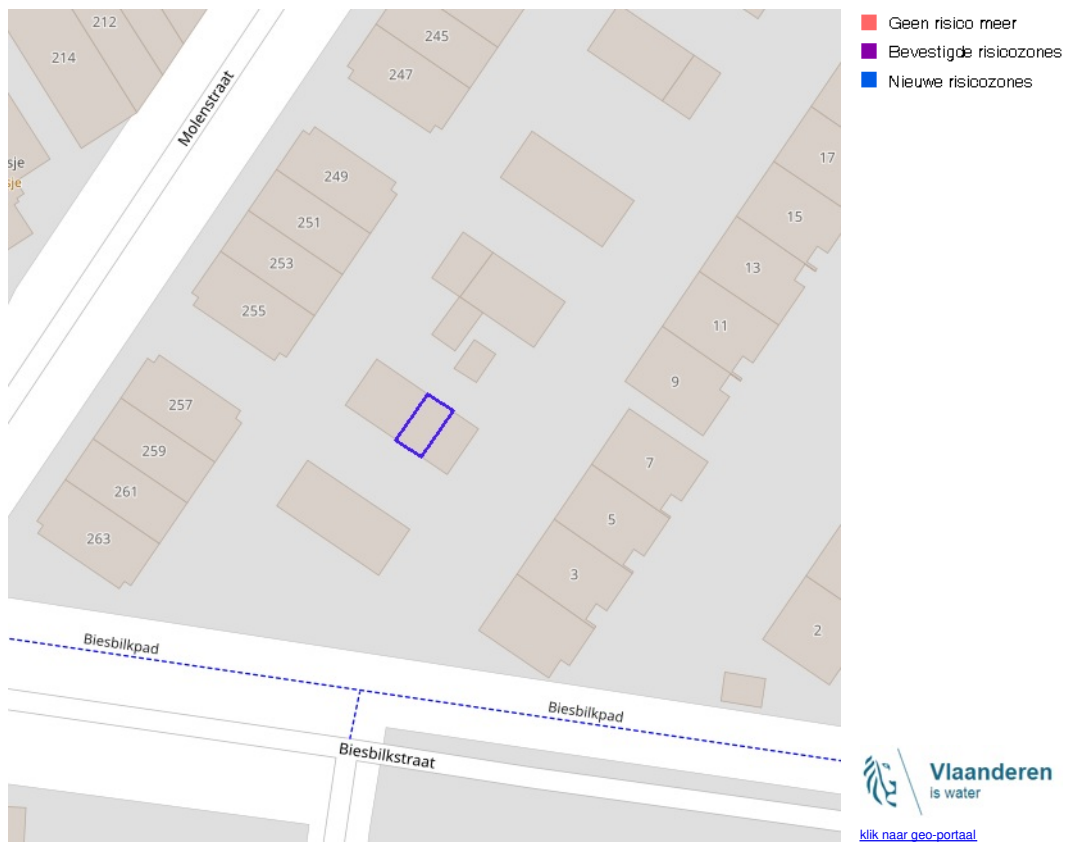 212
214
245
247
Molenstraat
sje
sje
249
251
253
255
257
259
261
263
17
15
13
11
9
7
5
3
2
Biesbilkpad
Biesbilkpad
Biesbilkstraat
Geen risico meer
Bevestigde risicozones
Nieuwe risicozones
Vlaanderen
is water
klik naar geo-portaal